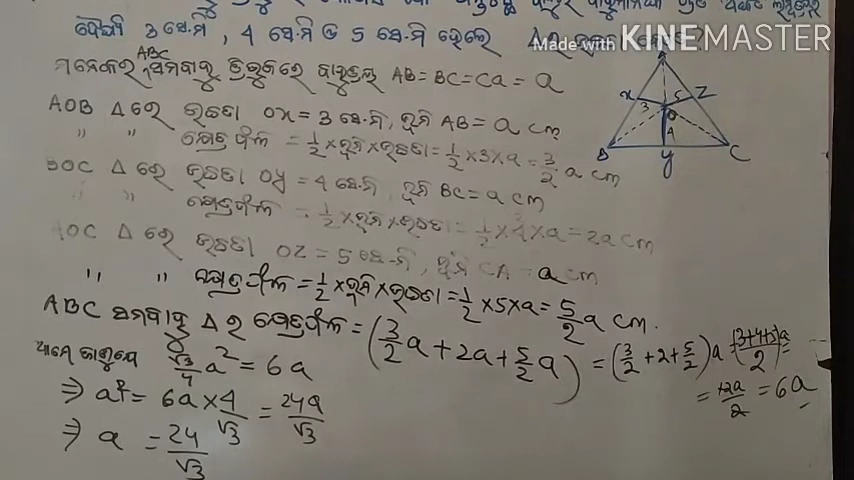 ଦୈର୍ଘ୍ୟ 3 ସେ.ମି, 4 ସେ.ମି ଓ 5 ସେ.ମି ହେଲେ Δର
Made with KINEMASTER
ମନେକର ABC ସମବାହୁ ତ୍ରିଭୁଜରେ ବାହୁ AB = BC = CA = a
AOB Δ ରେ ଉଚ୍ଚତା OX = 3 ସେ.ମି, ଭୂମି AB = a cm
" " କ୍ଷେତ୍ରଫଳ = 1/2 × ଭୂମି × ଉଚ୍ଚତା = 1/2 × 3 × a = 3/2 a cm
BOC Δ ରେ ଉଚ୍ଚତା Oy = 4 ସେ.ମି, ଭୂମି BC = a cm
" କ୍ଷେତ୍ରଫଳ = 1/2 × ଭୂମି × ଉଚ୍ଚତା = 1/2 × 4 × a = 2a cm
AOC Δ ରେ ଉଚ୍ଚତା OZ = 5 ସେ.ମି, ଭୂମି CA = a cm
" " କ୍ଷେତ୍ରଫଳ = 1/2 × ଭୂମି × ଉଚ୍ଚତା = 1/2 × 5 × a = 5/2 a cm.
ABC ସମବାହୁ Δ ର କ୍ଷେତ୍ରଫଳ = (3/2 a + 2a + 5/2 a) = (3/2 + 2 + 5/2) a = (3+4+5)a/2 =
= 12a/2 = 6a
ଆମେ ଜାଣୁଯେ √3/4 a² = 6a
⇒ a² = 6a × 4/√3 = 24a/√3
⇒ a = 24/√3
x 3 5 Z
O
4
B y C